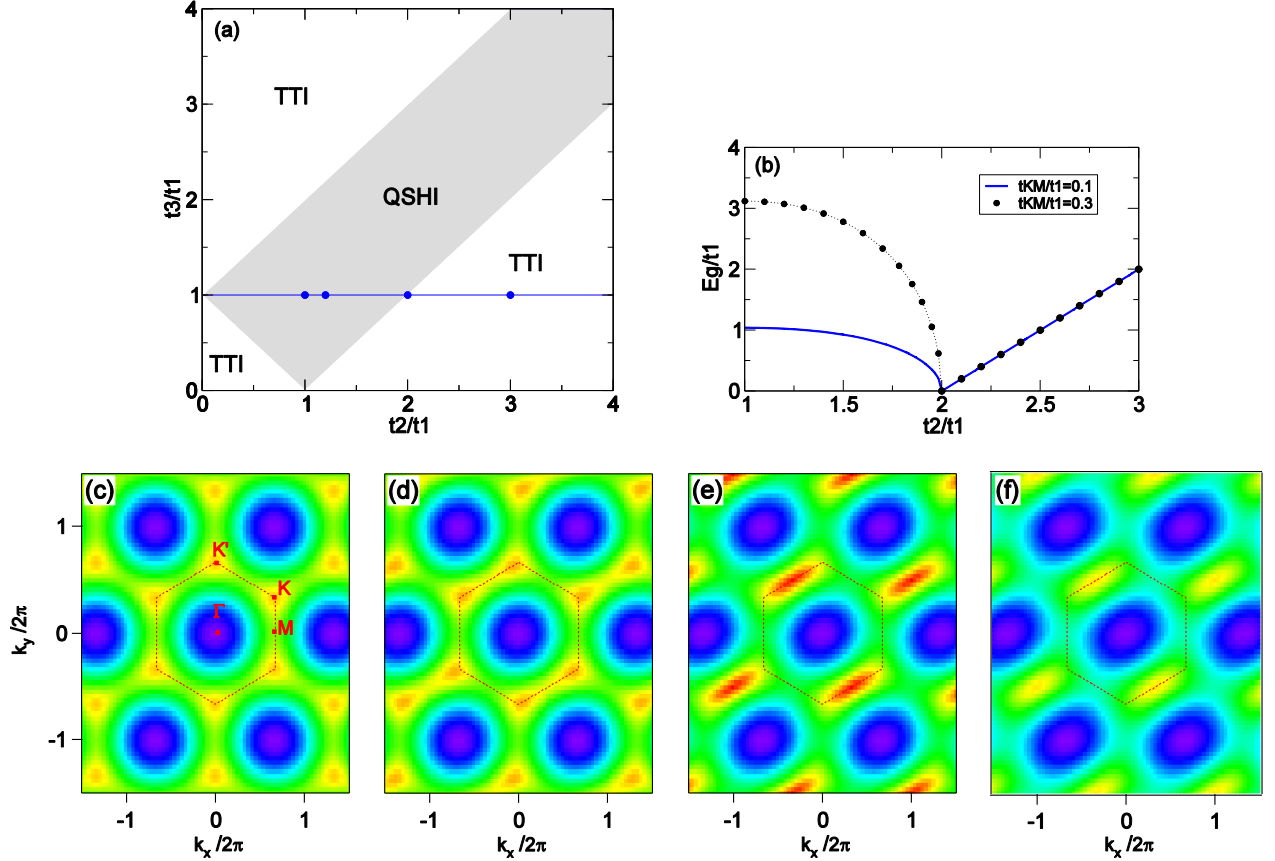 (a)
4
3
2
1
0
t3/t1
TTI
QSHI
TTI
TTI
0 1 2 3 4
t2/t1
(b)
4
3
2
1
0
Eg/t1
tKM/t1=0.1
tKM/t1=0.3
1 1.5 2 2.5 3
t2/t1
(c)
K'
K
Γ
M
1
0
-1
k_y/2π
-1 0 1
k_x/2π
(d)
-1 0 1
k_x/2π
(e)
-1 0 1
k_x/2π
(f)
-1 0 1
k_x/2π